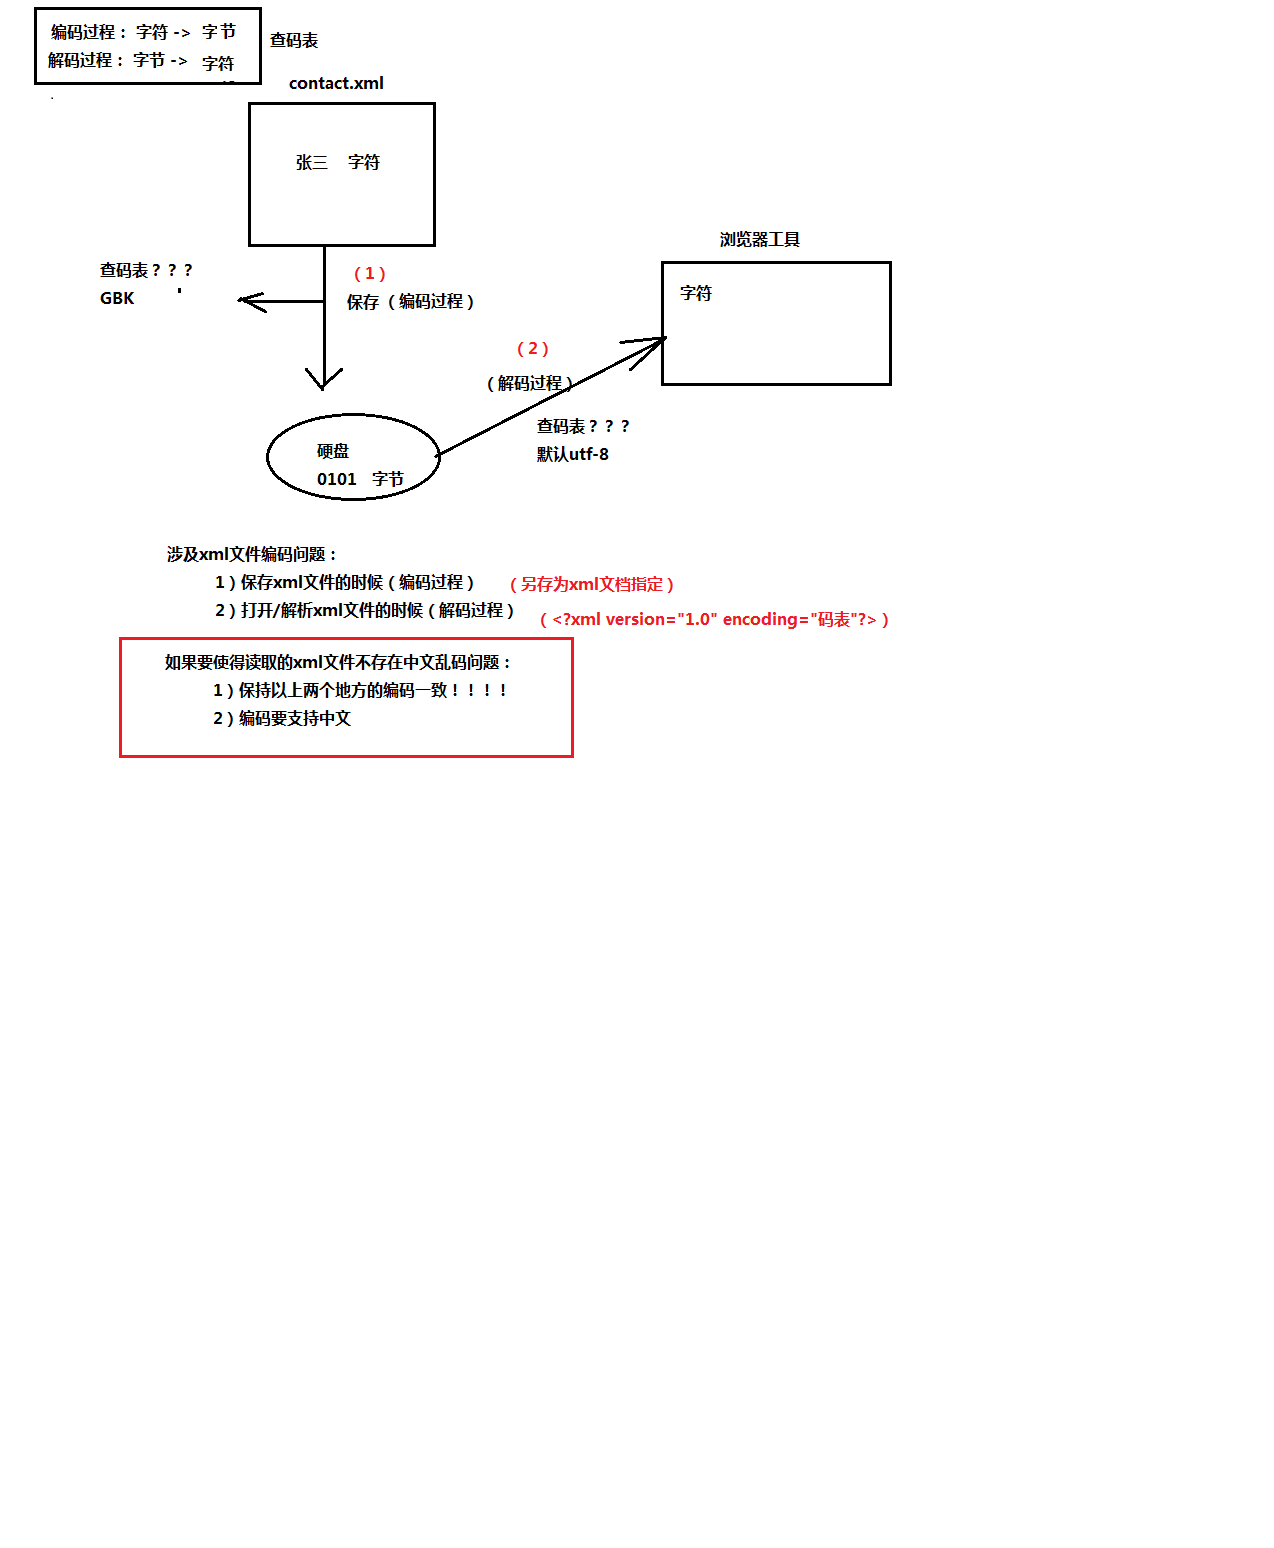 编码过程： 字符 -> 字节
解码过程： 字节 -> 字符
查码表
contact.xml
张三 字符
浏览器工具
字符
查码表？？？
GBK
（1）
保存（编码过程）
（2）
（解码过程）
查码表？？？
默认utf-8
硬盘
0101 字节
涉及xml文件编码问题：
1）保存xml文件的时候（编码过程） （另存为xml文档指定）
2）打开/解析xml文件的时候（解码过程） （<?xml version="1.0" encoding="码表"?>）
如果要使得读取的xml文件不存在中文乱码问题：
1）保持以上两个地方的编码一致！！！！
2）编码要支持中文